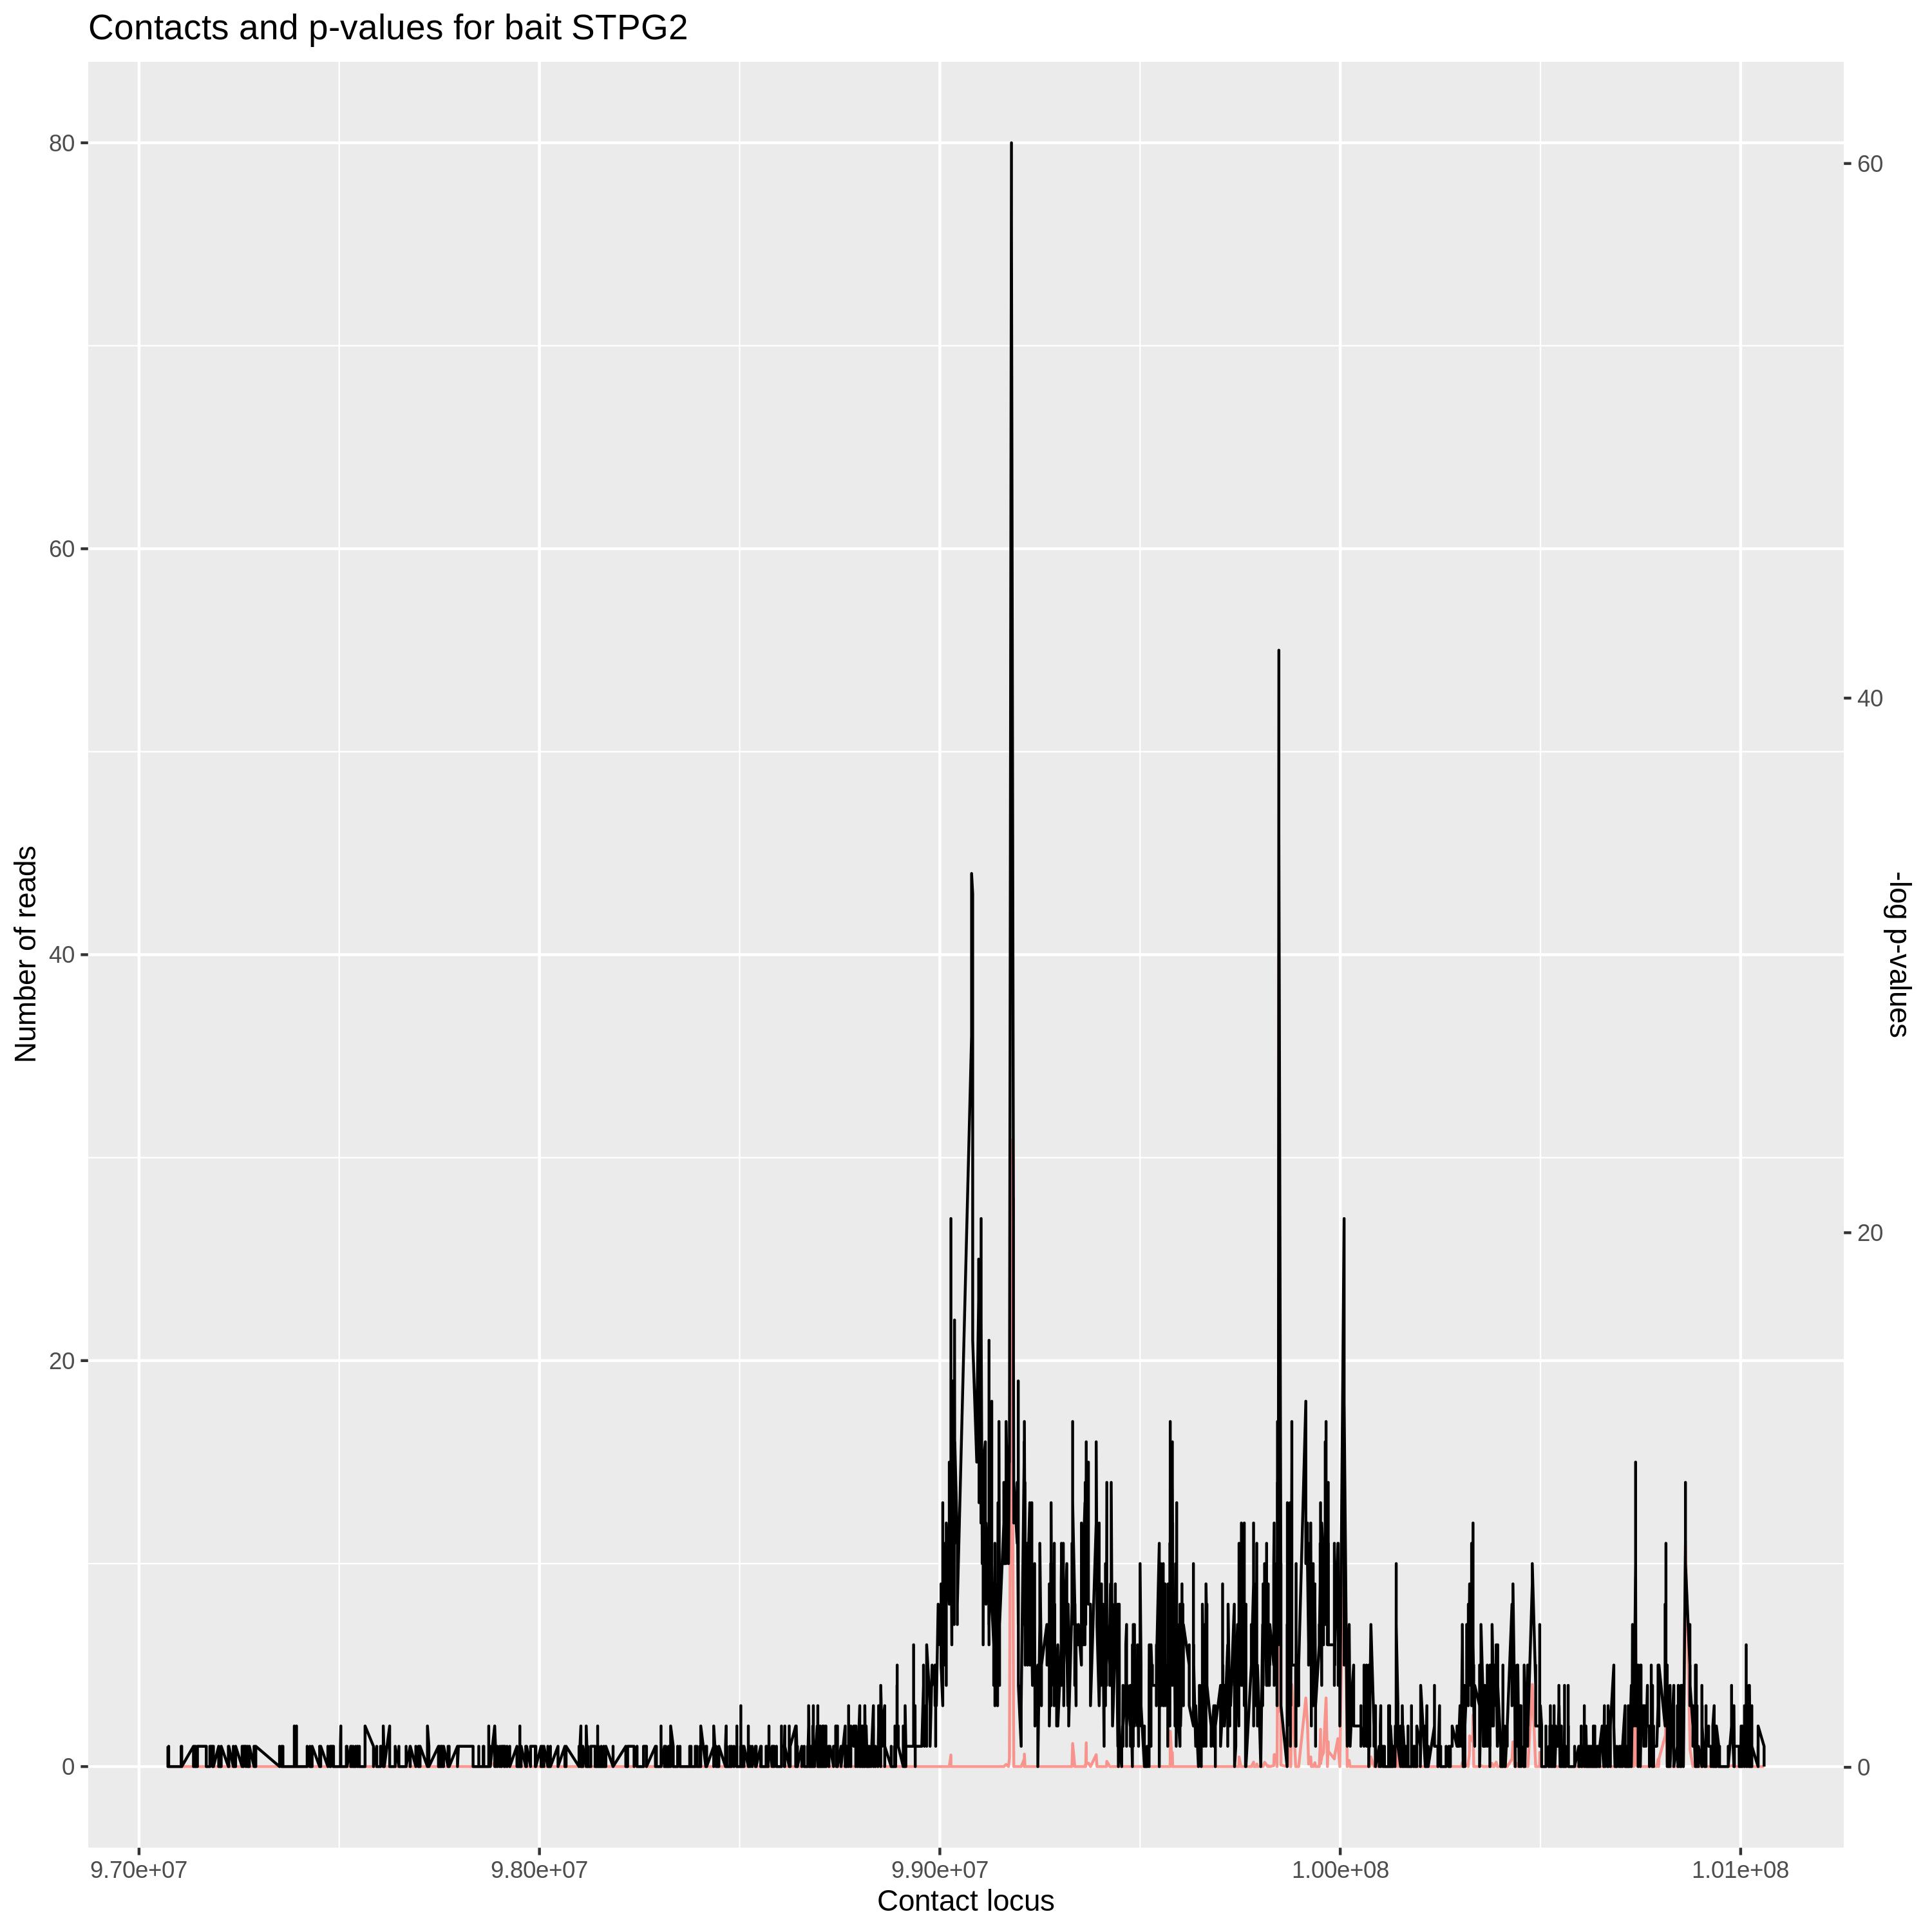 Contacts and p-values for bait STPG2
80
60
40
20
0
Number of reads
60
40
20
0
-log p-values
9.70e+07
9.80e+07
9.90e+07
1.00e+08
1.01e+08
Contact locus